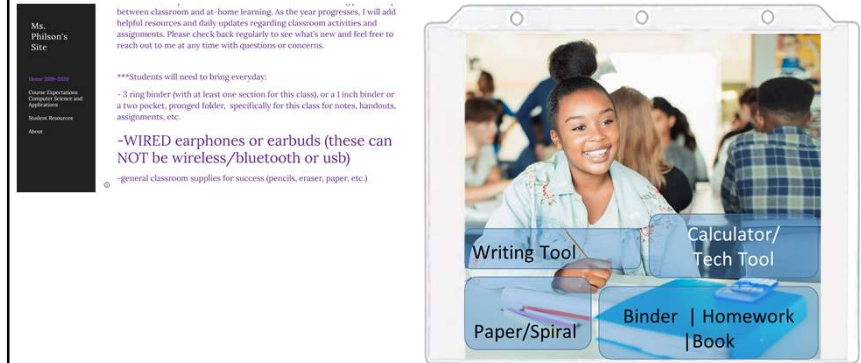 Ms.
Philson's
Site
Home 2019-2020
Course Expectations
Computer Science and
Applications
Student Resources
About
between classroom and at-home learning. As the year progresses, I will add
helpful resources and daily updates regarding classroom activities and
assignments. Please check back regularly to see what's new and feel free to
reach out to me at any time with questions or concerns.
***Students will need to bring everyday:
- 3 ring binder (with at least one section for this class), or a 1 inch binder or
a two pocket, pronged folder, specifically for this class for notes, handouts,
assignments, etc.
-WIRED earphones or earbuds (these can
NOT be wireless/bluetooth or usb)
-general classroom supplies for success (pencils, eraser, paper, etc.)
Writing Tool
Calculator/
Tech Tool
Paper/Spiral
Binder | Homework
|Book